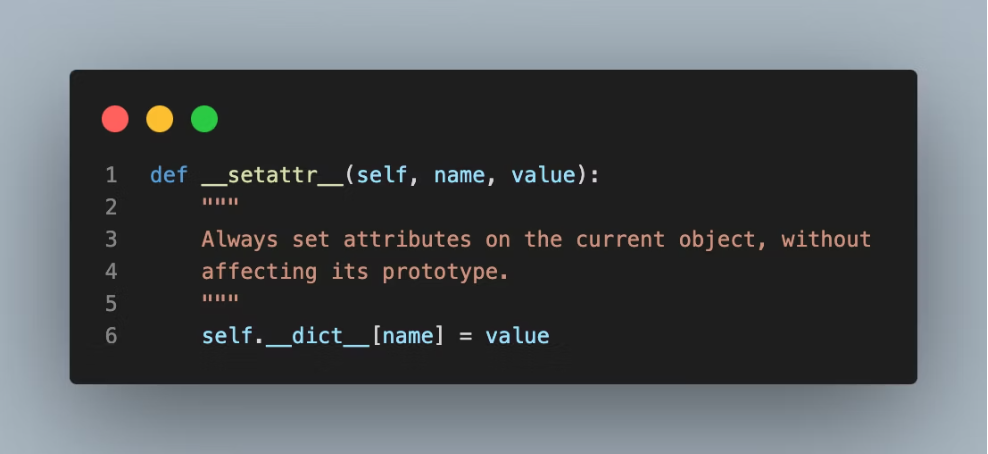 1 def __setattr__(self, name, value):
2     """
3     Always set attributes on the current object, without
4     affecting its prototype.
5     """
6     self.__dict__[name] = value